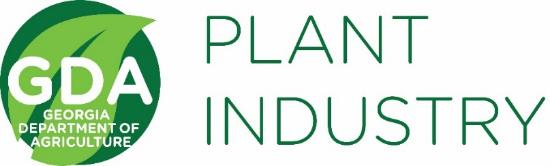 GDA
GEORGIA
DEPARTMENT OF
AGRICULTURE
PLANT
INDUSTRY